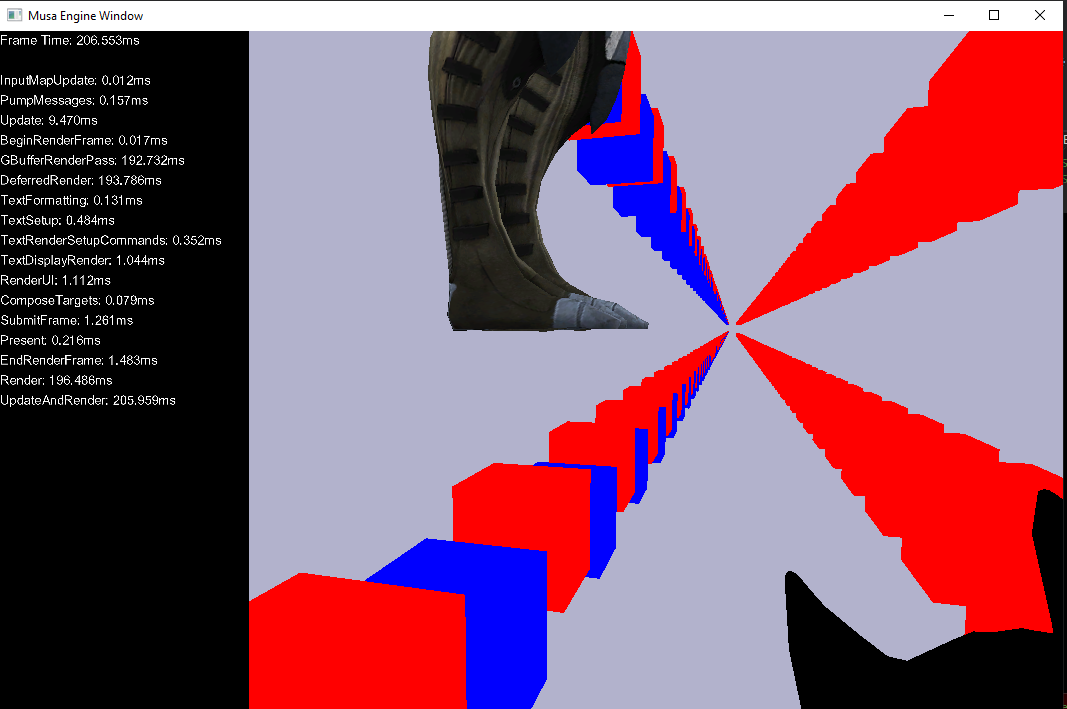 Musa Engine Window
Frame Time: 206.553ms
InputMapUpdate: 0.012ms
PumpMessages: 0.157ms
Update: 9.470ms
BeginRenderFrame: 0.017ms
GBufferRenderPass: 192.732ms
DeferredRender: 193.786ms
TextFormatting: 0.131ms
TextSetup: 0.484ms
TextRenderSetupCommands: 0.352ms
TextDisplayRender: 1.044ms
RenderUI: 1.112ms
ComposeTargets: 0.079ms
SubmitFrame: 1.261ms
Present: 0.216ms
EndRenderFrame: 1.483ms
Render: 196.486ms
UpdateAndRender: 205.959ms